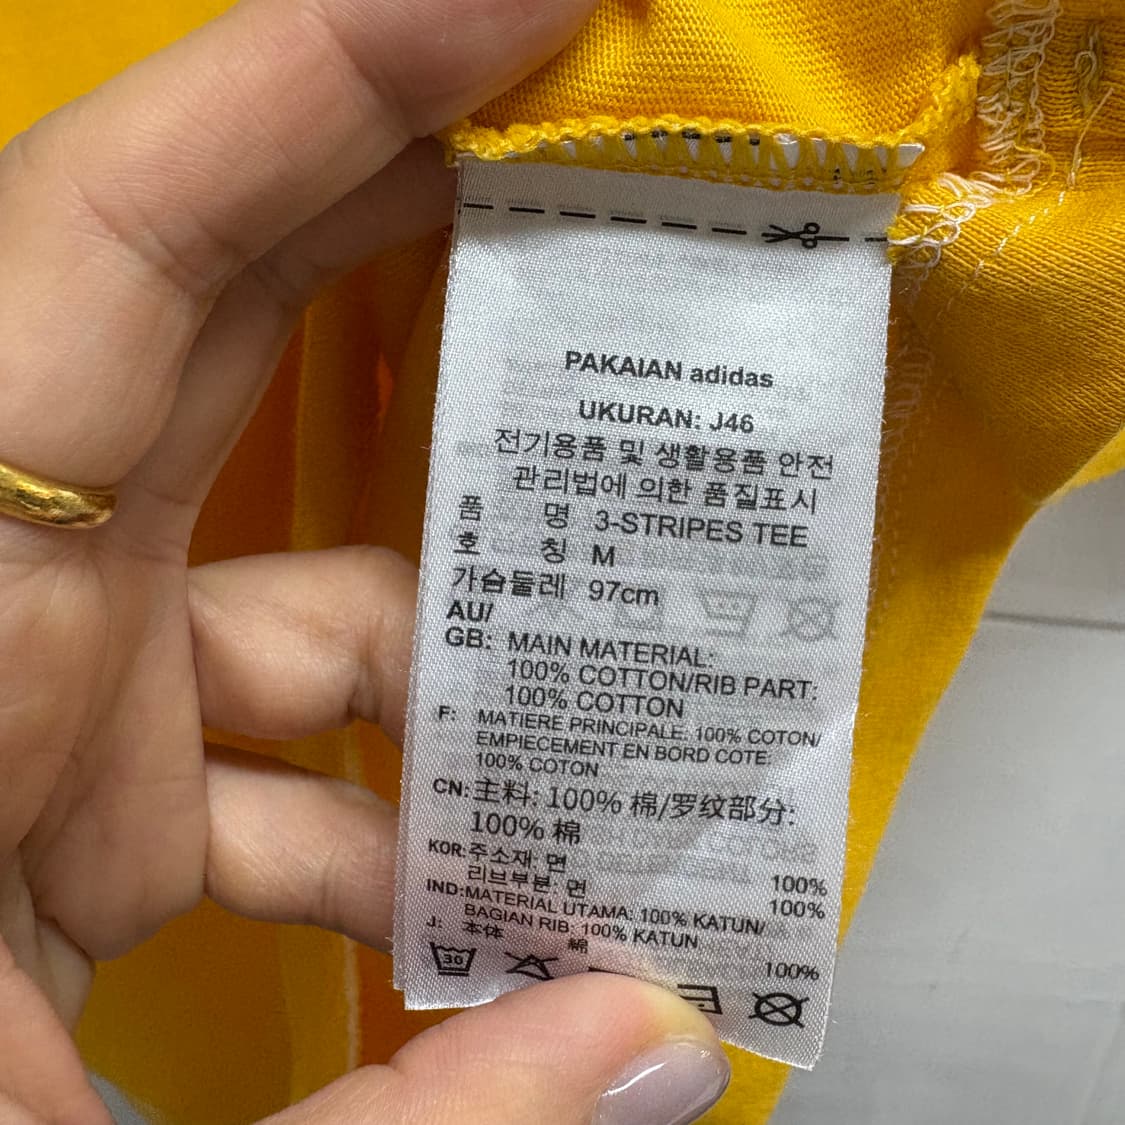 PAKAIAN adidas
UKURAN: J46
전기용품 및 생활용품 안전
관리법에 의한 품질표시
품 명 3-STRIPES TEE
호 칭 M
가슴둘레 97cm
AU/
GB: MAIN MATERIAL:
100% COTTON/RIB PART:
100% COTTON
F: MATIERE PRINCIPALE: 100% COTON/
EMPIECEMENT EN BORD COTE:
100% COTON
CN: 主料: 100% 棉/罗纹部分:
100% 棉
KOR: 주소재: 면 100%
리브부분: 면 100%
IND: MATERIAL UTAMA: 100% KATUN/
BAGIAN RIB: 100% KATUN
J: 本体 綿 100%
30